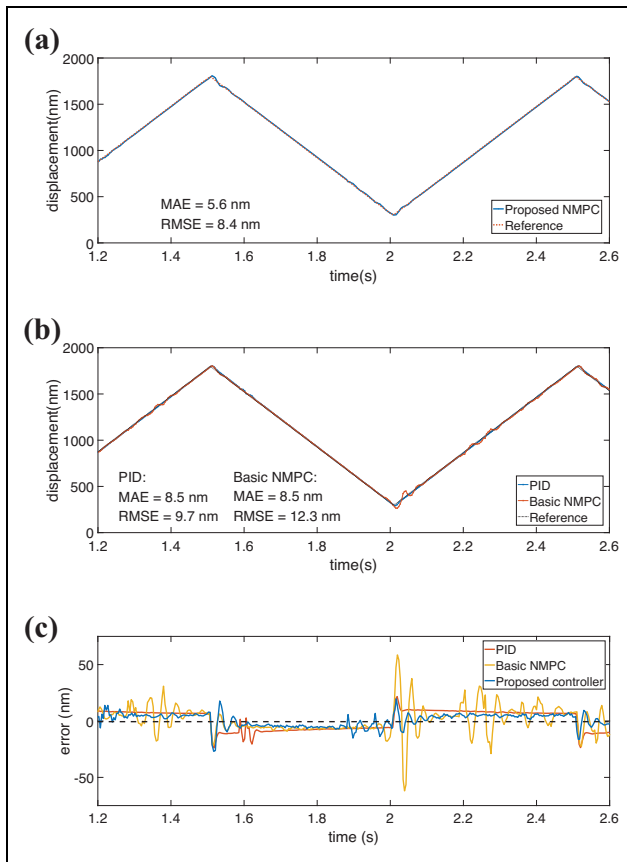 (a)
2000
1500
1000
500
0
displacement(nm)
MAE = 5.6 nm
RMSE = 8.4 nm
Proposed NMPC
Reference
1.2 1.4 1.6 1.8 2 2.2 2.4 2.6
time(s)
(b)
2000
1500
1000
500
0
displacement(nm)
PID: Basic NMPC:
MAE = 8.5 nm MAE = 8.5 nm
RMSE = 9.7 nm RMSE = 12.3 nm
PID
Basic NMPC
Reference
1.2 1.4 1.6 1.8 2 2.2 2.4 2.6
time(s)
(c)
50
0
-50
error (nm)
PID
Basic NMPC
Proposed controller
1.2 1.4 1.6 1.8 2 2.2 2.4 2.6
time (s)